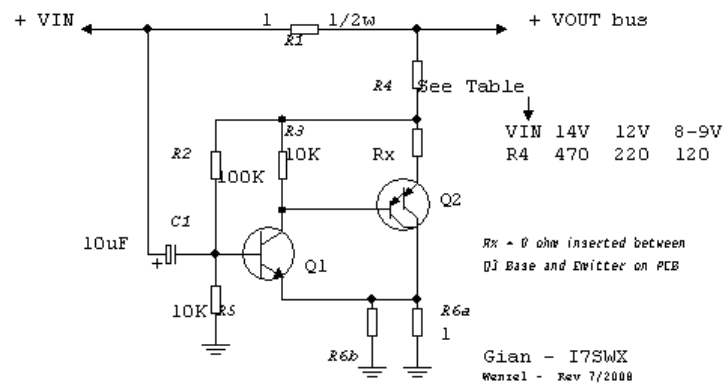 + VIN
1
1/2w
R1
+ VOUT bus
R4
See Table
VIN 14V 12V 8-9V
R4 470 220 120
R3
10K
Rx
R2
100K
Q2
C1
10uF
+
Q1
Rx = 0 ohm inserted between
Q3 Base and Emitter on PCB
10K R5
R6a
1
R6b
Gian - I7SWX
Wenzel - Rev 7/2008